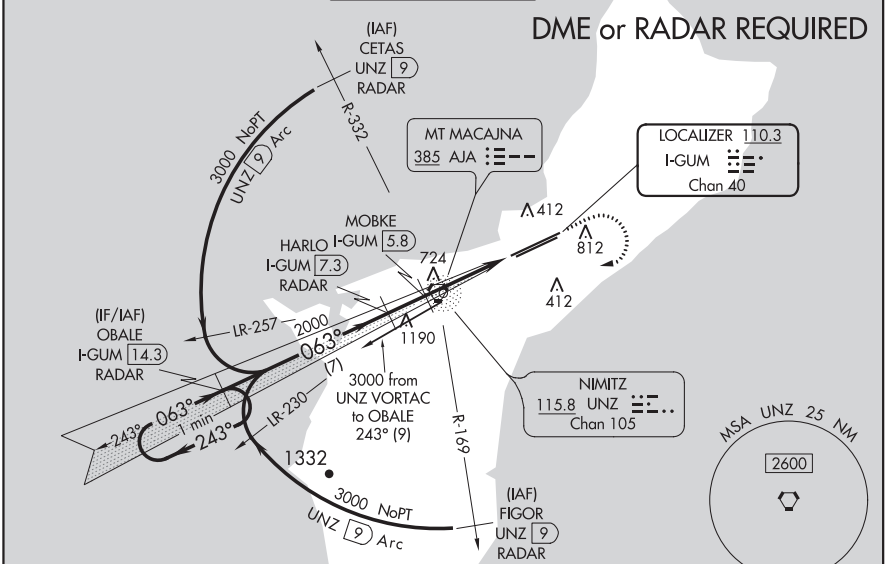 DME or RADAR REQUIRED
(IAF)
CETAS
UNZ 9
RADAR
R-332
3000 NoPT
UNZ 9 Arc
MT MACAJNA
385 AJA
LOCALIZER 110.3
I-GUM
Chan 40
412
812
412
MOBKE
I-GUM 5.8
HARLO
I-GUM 7.3
RADAR
724
1190
(IF/IAF)
OBALE
I-GUM 14.3
RADAR
LR-257
2000
063°
(7)
LR-230
243°
063°
1 min
243°
3000 from
UNZ VORTAC
to OBALE
243° (9)
R-169
NIMITZ
115.8 UNZ
Chan 105
1332
3000 NoPT
UNZ 9 Arc
(IAF)
FIGOR
UNZ 9
RADAR
MSA UNZ 25 NM
2600